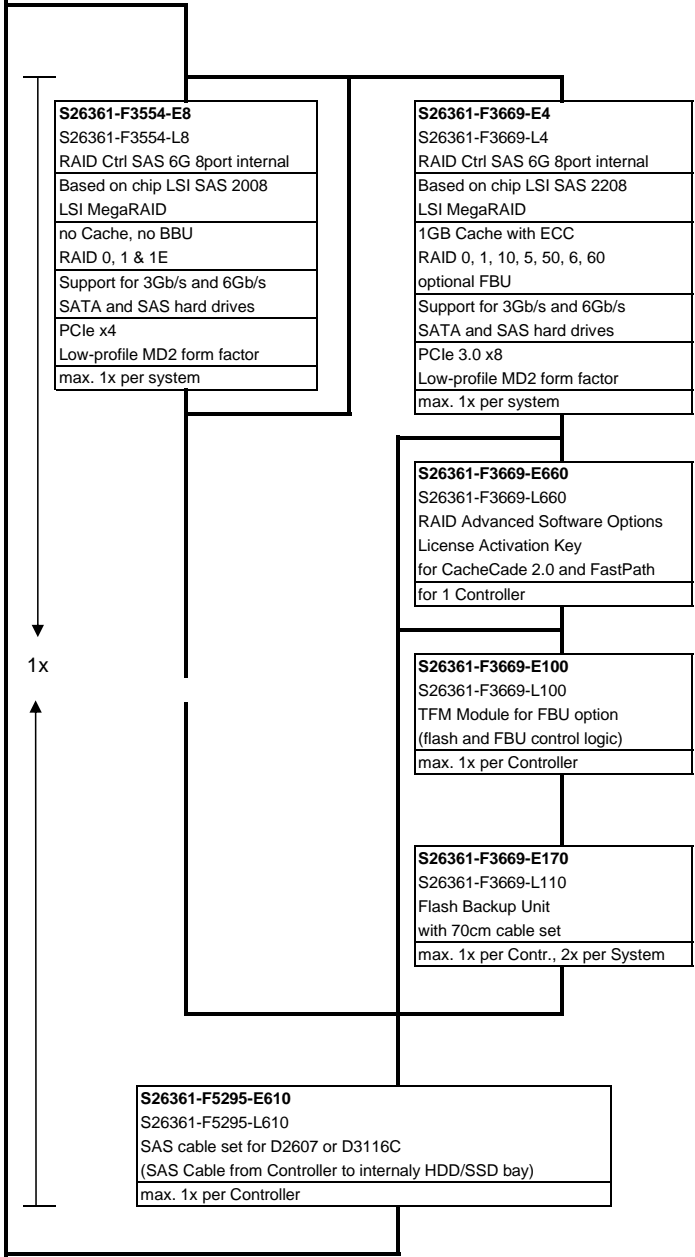 S26361-F3554-E8
S26361-F3554-L8
RAID Ctrl SAS 6G 8port internal
Based on chip LSI SAS 2008
LSI MegaRAID
no Cache, no BBU
RAID 0, 1 & 1E
Support for 3Gb/s and 6Gb/s
SATA and SAS hard drives
PCIe x4
Low-profile MD2 form factor
max. 1x per system
S26361-F3669-E4
S26361-F3669-L4
RAID Ctrl SAS 6G 8port internal
Based on chip LSI SAS 2208
LSI MegaRAID
1GB Cache with ECC
RAID 0, 1, 10, 5, 50, 6, 60
optional FBU
Support for 3Gb/s and 6Gb/s
SATA and SAS hard drives
PCIe 3.0 x8
Low-profile MD2 form factor
max. 1x per system
S26361-F3669-E660
S26361-F3669-L660
RAID Advanced Software Options
License Activation Key
for CacheCade 2.0 and FastPath
for 1 Controller
1x
S26361-F3669-E100
S26361-F3669-L100
TFM Module for FBU option
(flash and FBU control logic)
max. 1x per Controller
S26361-F3669-E170
S26361-F3669-L110
Flash Backup Unit
with 70cm cable set
max. 1x per Contr., 2x per System
S26361-F5295-E610
S26361-F5295-L610
SAS cable set for D2607 or D3116C
(SAS Cable from Controller to internaly HDD/SSD bay)
max. 1x per Controller